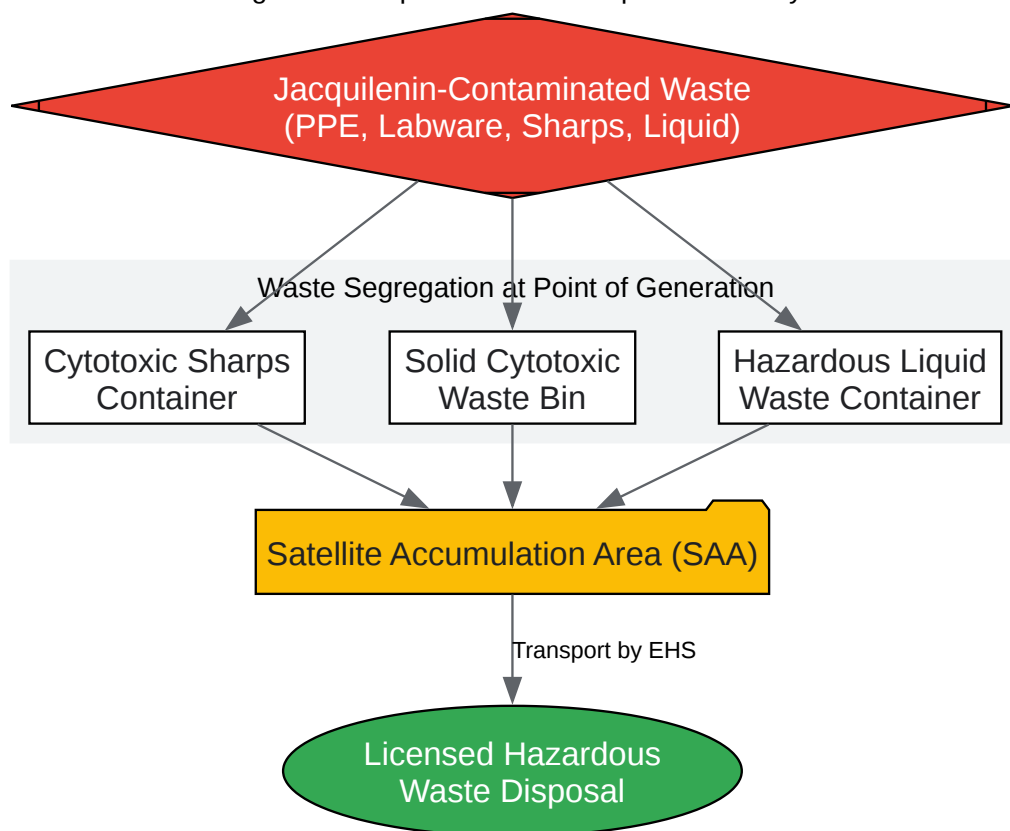 Jacquilenin-Contaminated Waste
(PPE, Labware, Sharps, Liquid)
Waste Segregation at Point of Generation
Cytotoxic Sharps
Container
Solid Cytotoxic
Waste Bin
Hazardous Liquid
Waste Container
Satellite Accumulation Area (SAA)
Transport by EHS
Licensed Hazardous
Waste Disposal